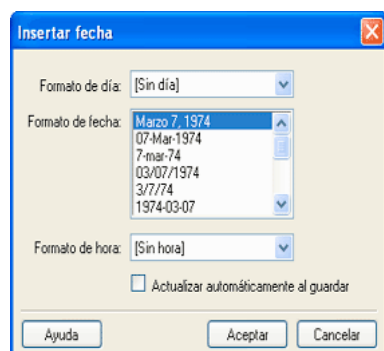 Insertar fecha
Formato de día: [Sin día]
Formato de fecha: Marzo 7, 1974
07-Mar-1974
7-mar-74
03/07/1974
3/7/74
1974-03-07
Formato de hora: [Sin hora]
Actualizar automáticamente al guardar
Ayuda Aceptar Cancelar